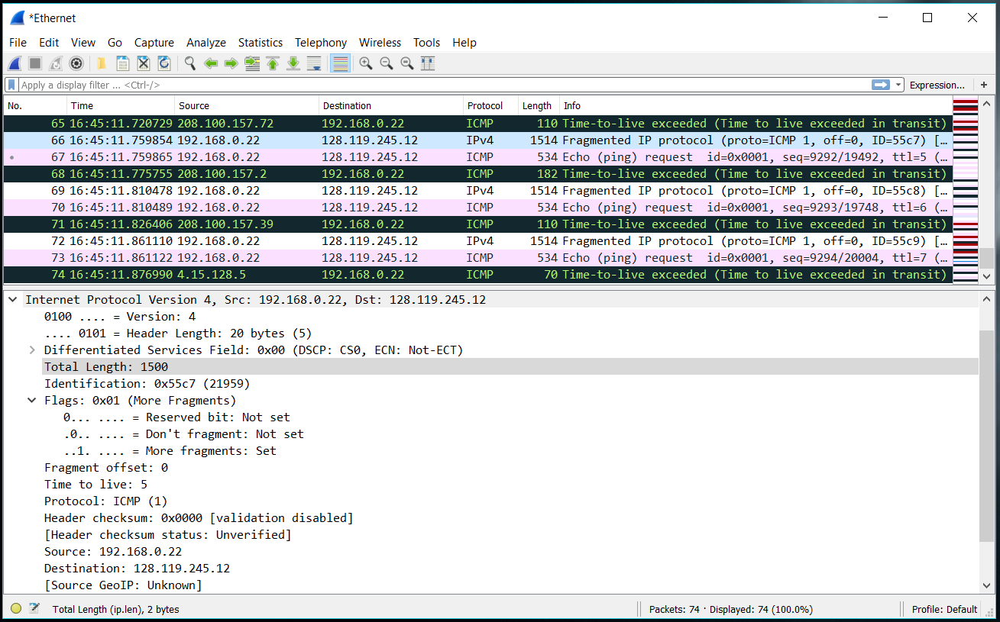 *Ethernet
File Edit View Go Capture Analyze Statistics Telephony Wireless Tools Help
Apply a display filter ... <Ctrl-/> Expression... +
No. Time Source Destination Protocol Length Info
65 16:45:11.720729 208.100.157.72 192.168.0.22 ICMP 110 Time-to-live exceeded (Time to live exceeded in transit)
66 16:45:11.759854 192.168.0.22 128.119.245.12 IPv4 1514 Fragmented IP protocol (proto=ICMP 1, off=0, ID=55c7) […
67 16:45:11.759865 192.168.0.22 128.119.245.12 ICMP 534 Echo (ping) request id=0x0001, seq=9292/19492, ttl=5 (…
68 16:45:11.775755 208.100.157.2 192.168.0.22 ICMP 182 Time-to-live exceeded (Time to live exceeded in transit)
69 16:45:11.810478 192.168.0.22 128.119.245.12 IPv4 1514 Fragmented IP protocol (proto=ICMP 1, off=0, ID=55c8) […
70 16:45:11.810489 192.168.0.22 128.119.245.12 ICMP 534 Echo (ping) request id=0x0001, seq=9293/19748, ttl=6 (…
71 16:45:11.826406 208.100.157.39 192.168.0.22 ICMP 110 Time-to-live exceeded (Time to live exceeded in transit)
72 16:45:11.861110 192.168.0.22 128.119.245.12 IPv4 1514 Fragmented IP protocol (proto=ICMP 1, off=0, ID=55c9) […
73 16:45:11.861122 192.168.0.22 128.119.245.12 ICMP 534 Echo (ping) request id=0x0001, seq=9294/20004, ttl=7 (…
74 16:45:11.876990 4.15.128.5 192.168.0.22 ICMP 70 Time-to-live exceeded (Time to live exceeded in transit)
Internet Protocol Version 4, Src: 192.168.0.22, Dst: 128.119.245.12
0100 .... = Version: 4
.... 0101 = Header Length: 20 bytes (5)
Differentiated Services Field: 0x00 (DSCP: CS0, ECN: Not-ECT)
Total Length: 1500
Identification: 0x55c7 (21959)
Flags: 0x01 (More Fragments)
0... .... = Reserved bit: Not set
.0.. .... = Don't fragment: Not set
..1. .... = More fragments: Set
Fragment offset: 0
Time to live: 5
Protocol: ICMP (1)
Header checksum: 0x0000 [validation disabled]
[Header checksum status: Unverified]
Source: 192.168.0.22
Destination: 128.119.245.12
[Source GeoIP: Unknown]
Total Length (ip.len), 2 bytes Packets: 74 · Displayed: 74 (100.0%) Profile: Default